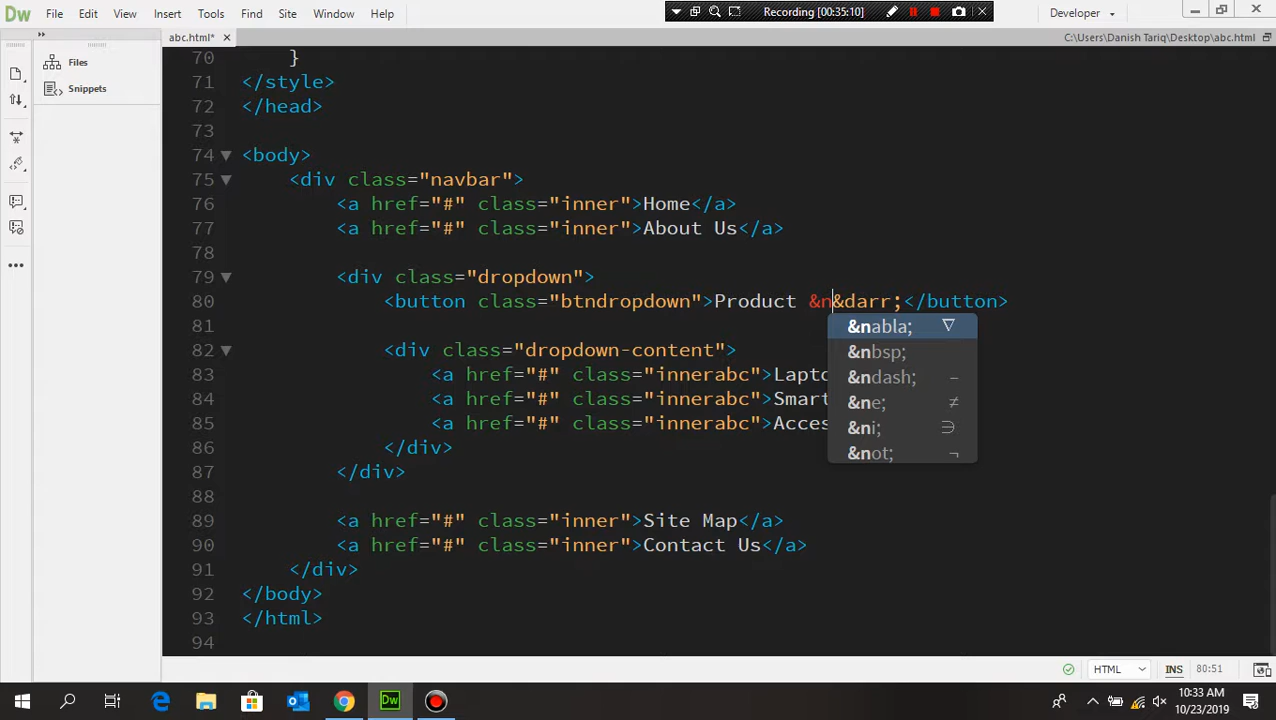 Dw File Edit View Insert Tools Find Site Window Help Recording [00:35:10] Developer
abc.html* C:\Users\Danish Tariq\Desktop\abc.html
Files
Snippets
70 }
71 </style>
72 </head>
73
74 <body>
75 <div class="navbar">
76 <a href="#" class="inner">Home</a>
77 <a href="#" class="inner">About Us</a>
78
79 <div class="dropdown">
80 <button class="btndropdown">Product &n&darr;</button>
81
82 <div class="dropdown-content">
83 <a href="#" class="innerabc">Lapto
84 <a href="#" class="innerabc">Smart
85 <a href="#" class="innerabc">Acces
86 </div>
87 </div>
88
89 <a href="#" class="inner">Site Map</a>
90 <a href="#" class="inner">Contact Us</a>
91 </div>
92 </body>
93 </html>
94
&nabla; ∇
&nbsp;
&ndash; –
&ne; ≠
&ni; ∋
&not; ¬
HTML INS 80:51
Dw 10:33 AM
10/23/2019